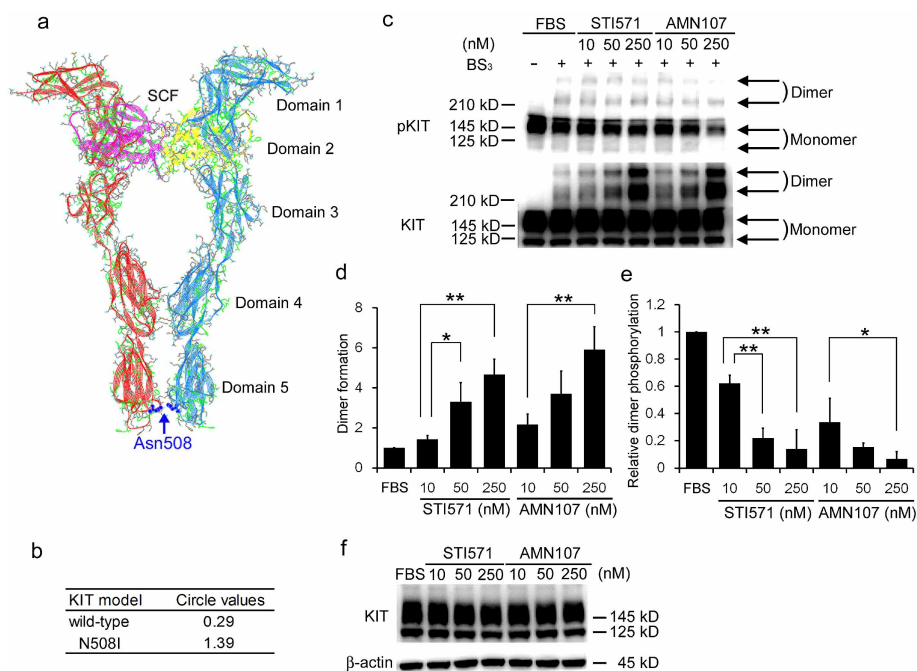 a
SCF
Domain 1
Domain 2
Domain 3
Domain 4
Domain 5
Asn508
b
KIT model Circle values
wild-type 0.29
N508I 1.39
c
FBS STI571 AMN107
(nM) 10 50 250 10 50 250
BS3 - + + + + + + +
pKIT
210 kD
145 kD
125 kD
Dimer
Monomer
KIT
210 kD
145 kD
125 kD
Dimer
Monomer
d
Dimer formation
8
6
4
2
0
*
**
**
FBS 10 50 250 10 50 250
STI571 (nM) AMN107 (nM)
e
Relative dimer phosphorylation
1.2
1
0.8
0.6
0.4
0.2
0
**
**
*
FBS 10 50 250 10 50 250
STI571 (nM) AMN107 (nM)
f
STI571 AMN107
FBS 10 50 250 10 50 250 (nM)
KIT
145 kD
125 kD
β-actin 45 kD